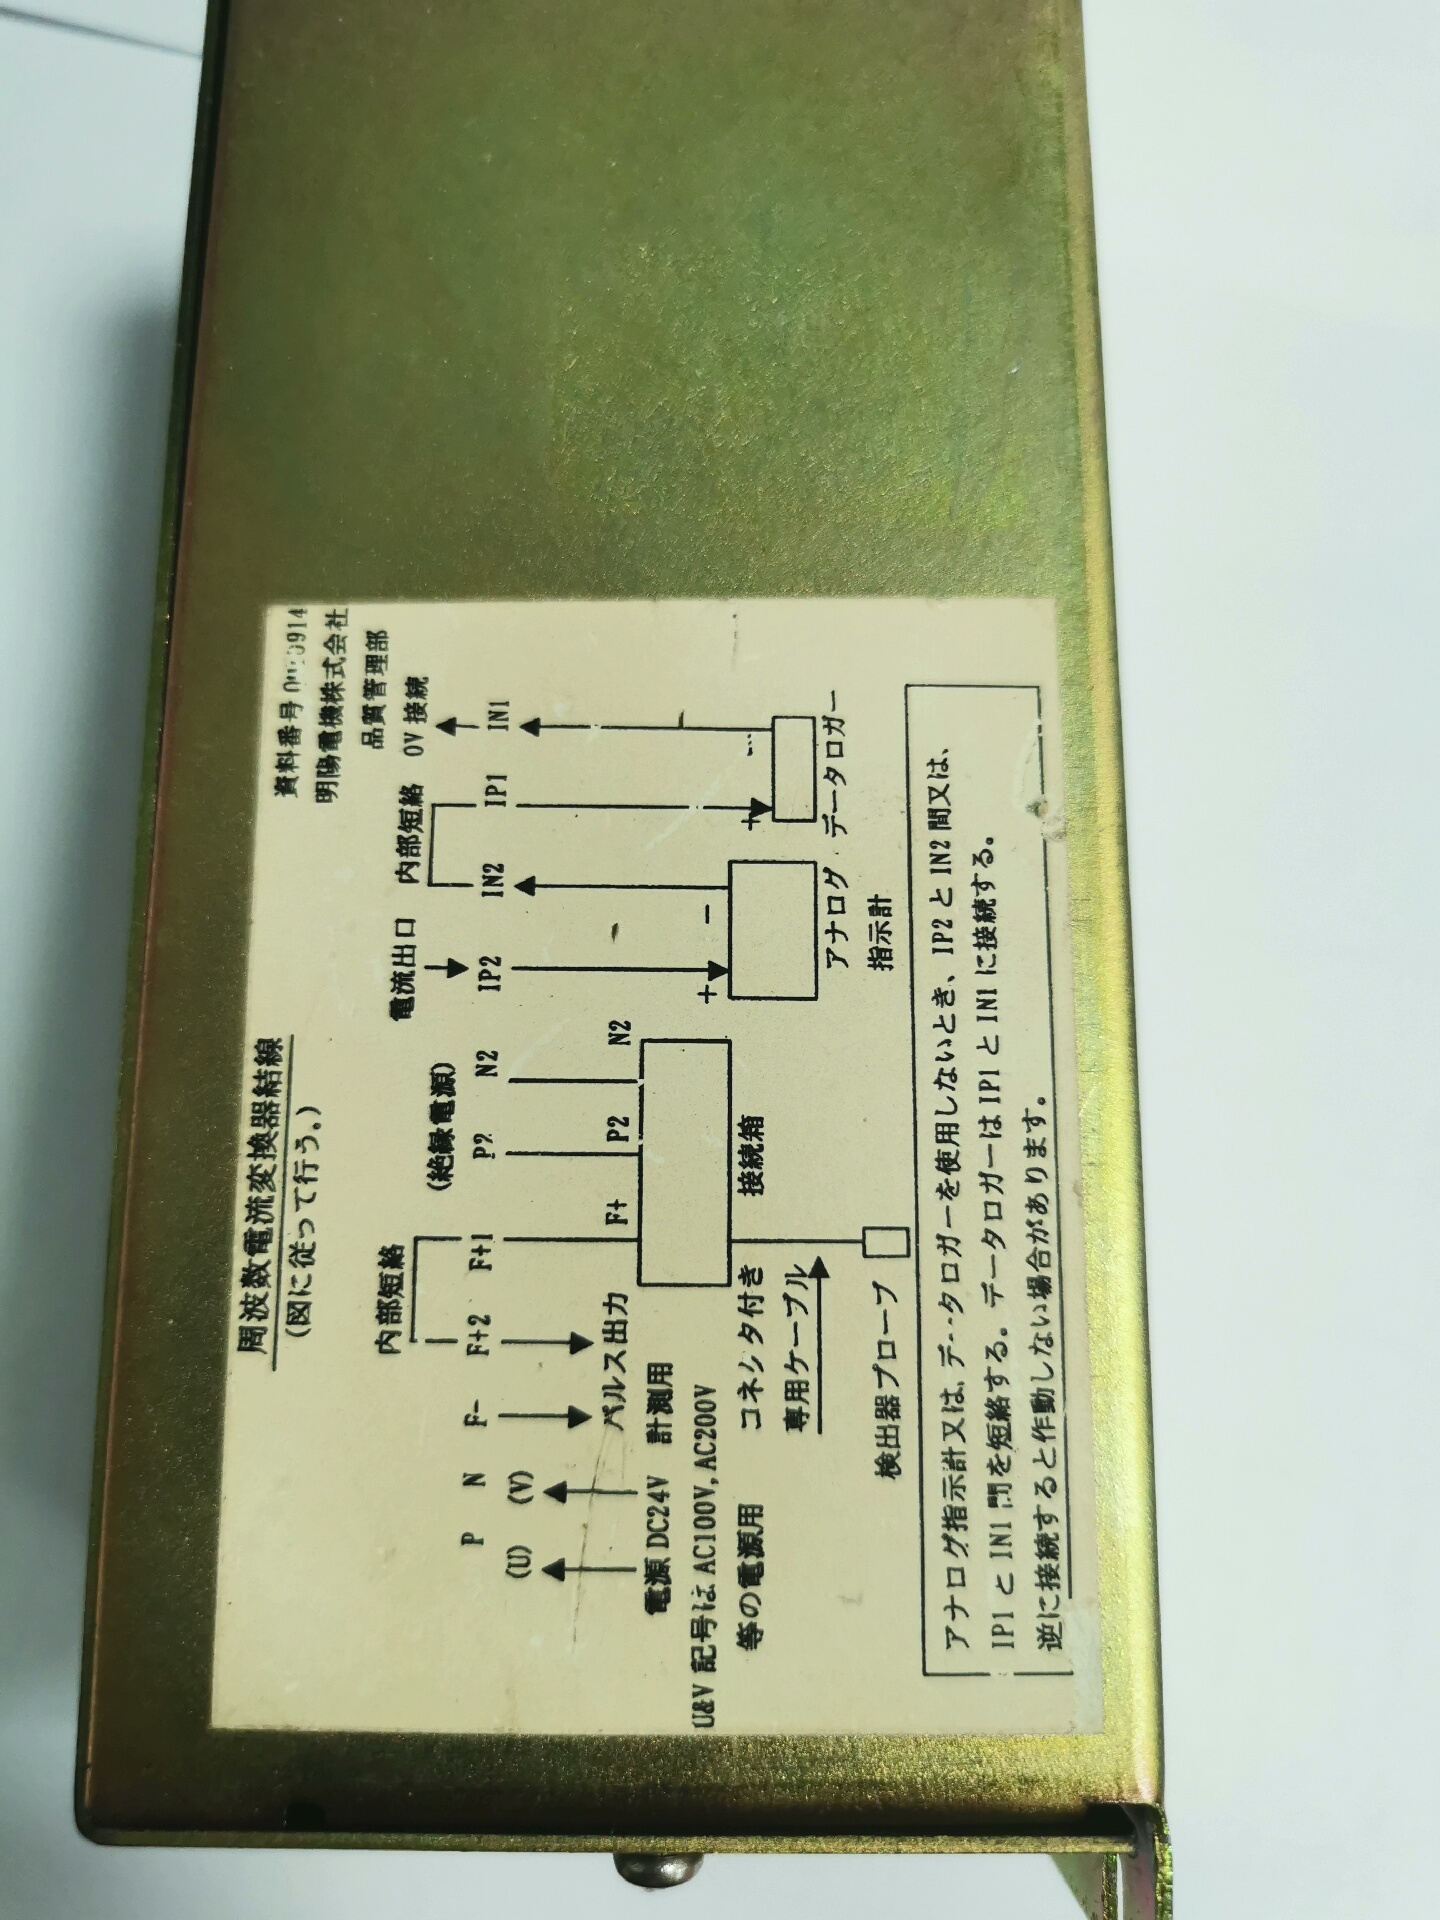 資料番号
明陽電機株式会社
品質管理部
周波数電流変換器結線
(図に従って行う。)
内部短絡 (絶縁電源) 電流出口 内部短絡 0V 接続
P N F- F+2 F+1 P2 N2 IP2 IN2 IP1 IN1
(U) (V)
F+ P2 N2
パルス出力
+ − +
電源 DC24V 計測用
U&V 記号は AC100V, AC200V
等の電源用
コネクタ付き 接続箱
専用ケーブル
アナログ データロガー
指示計
検出器プローブ
アナログ指示計又は、データロガーを使用しないとき、IP2 と IN2 間又は、
IP1 と IN1 間を短絡する。データロガーは IP1 と IN1 に接続する。
逆に接続すると作動しない場合があります。